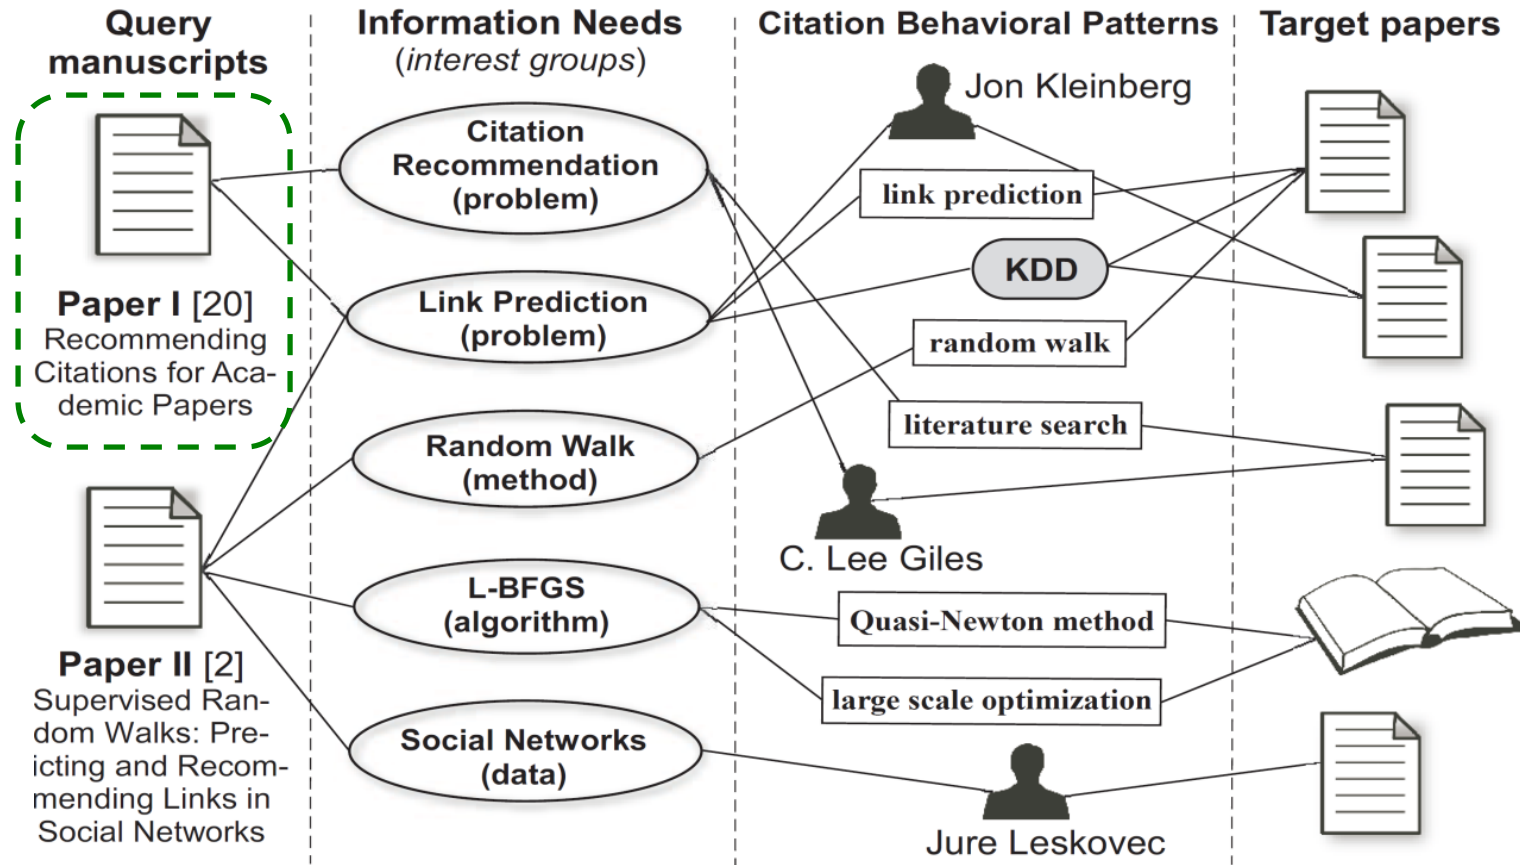 Query
manuscripts
Information Needs
(interest groups)
Citation Behavioral Patterns
Target papers
Paper I [20]
Recommending
Citations for Aca-
demic Papers
Paper II [2]
Supervised Ran-
dom Walks: Pre-
icting and Recom-
mending Links in
Social Networks
Citation
Recommendation
(problem)
Link Prediction
(problem)
Random Walk
(method)
L-BFGS
(algorithm)
Social Networks
(data)
Jon Kleinberg
link prediction
KDD
random walk
literature search
C. Lee Giles
Quasi-Newton method
large scale optimization
Jure Leskovec